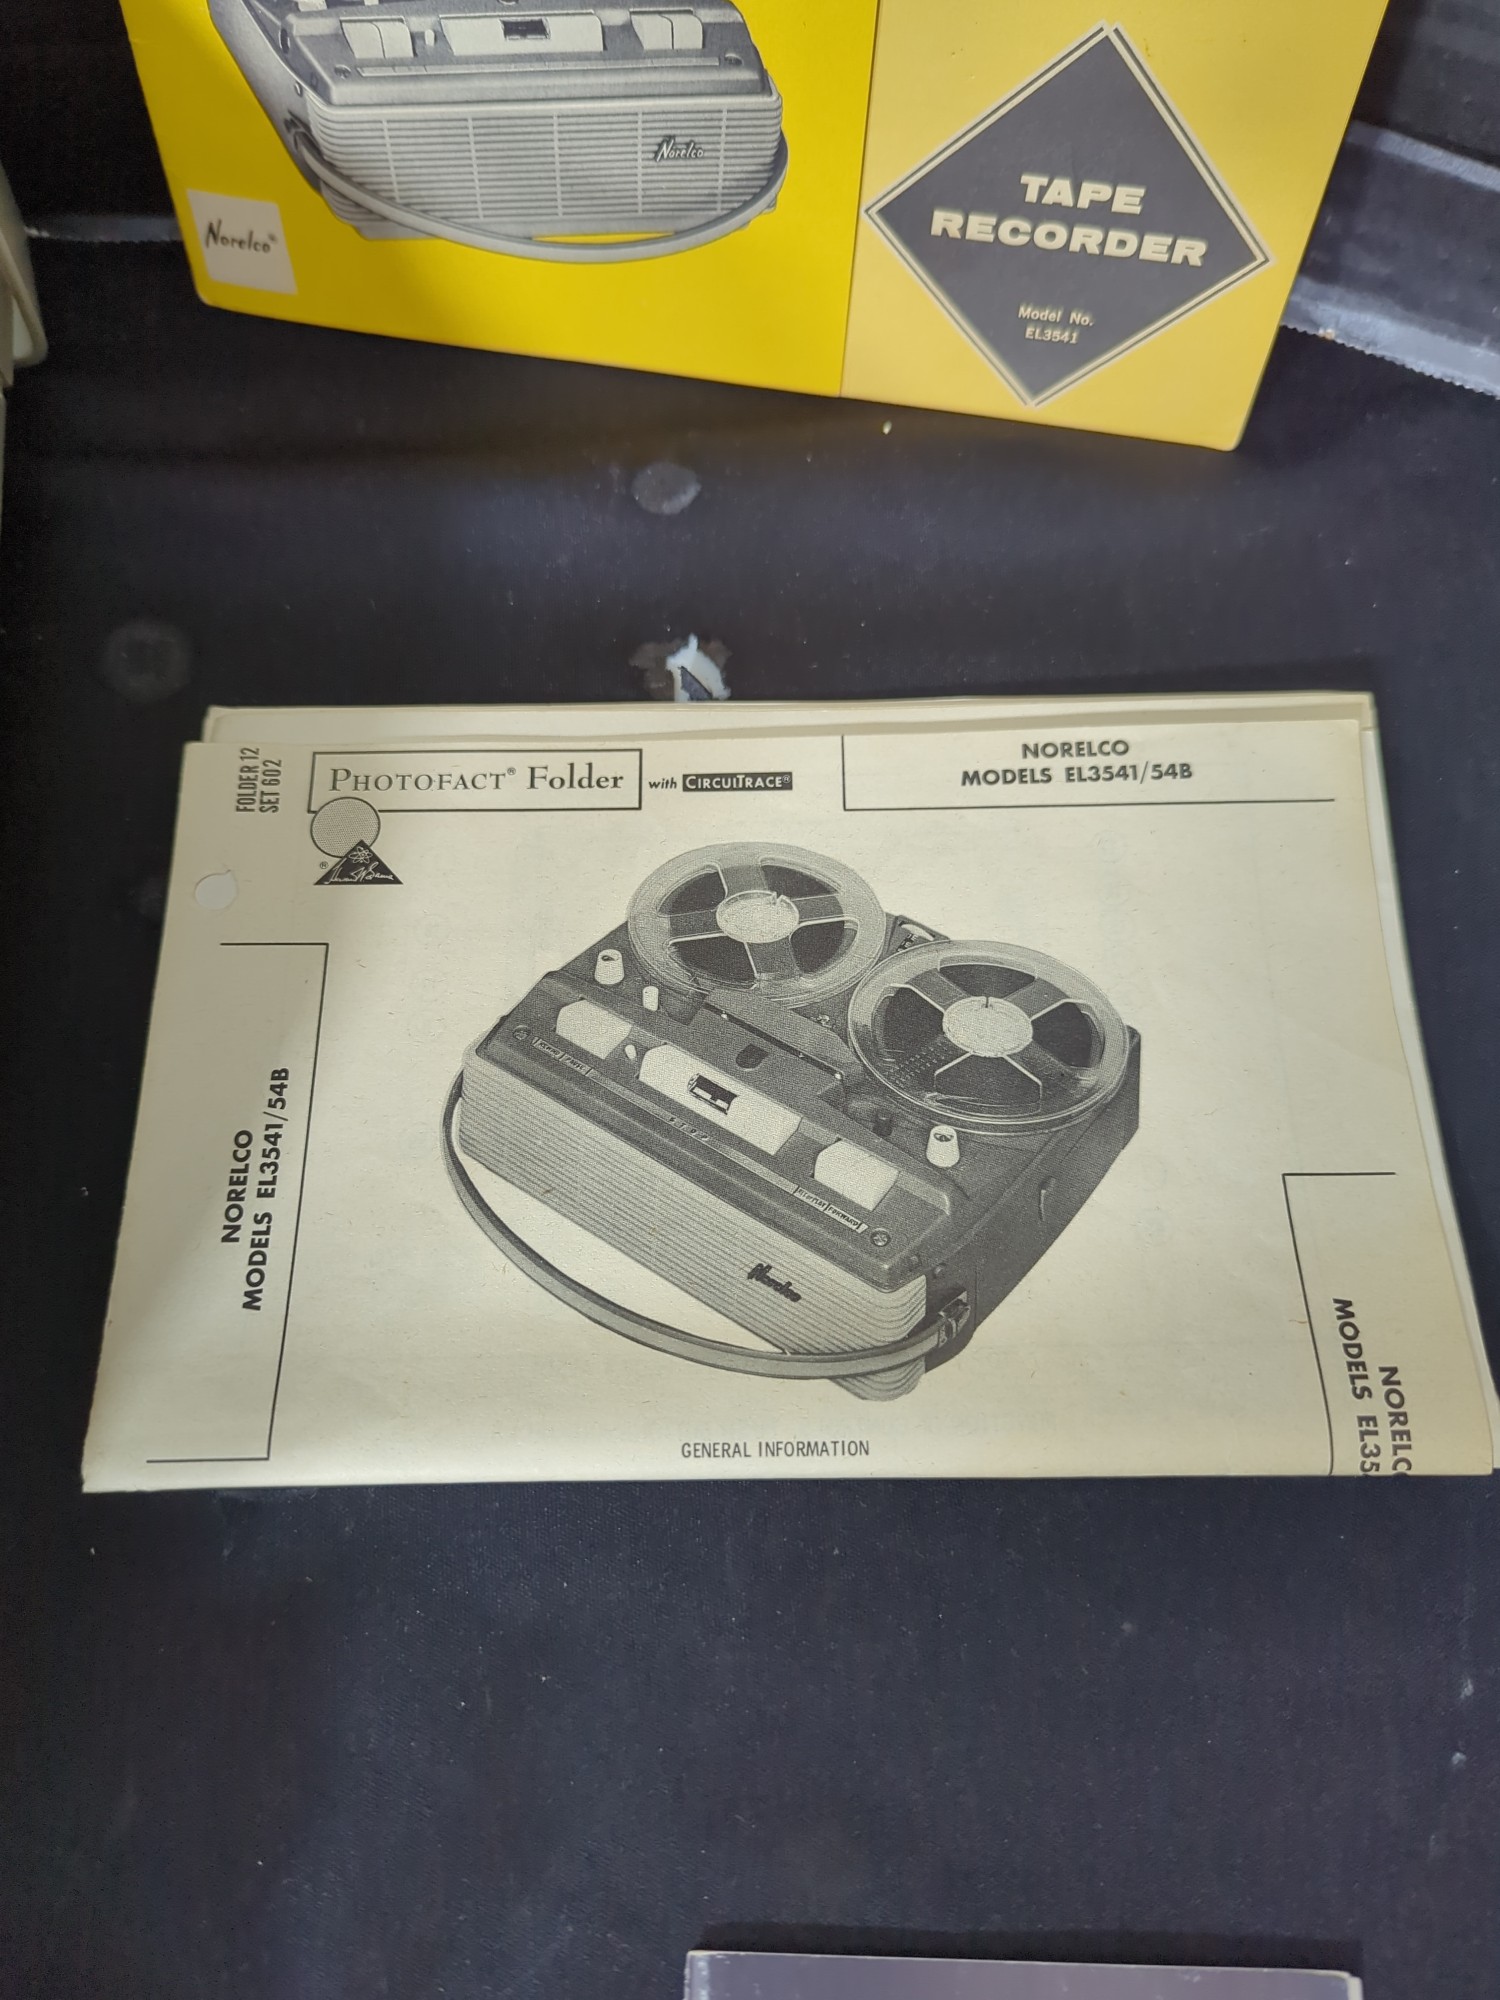 Norelco
Norelco®
TAPE
RECORDER
Model No.
EL3541
FOLDER 12
SET 602
PHOTOFACT® Folder
with CIRCUITRACE®
NORELCO
MODELS EL3541/54B
®
NORELCO
MODELS EL3541/54B
Norelco
NORELC
MODELS EL35
GENERAL INFORMATION